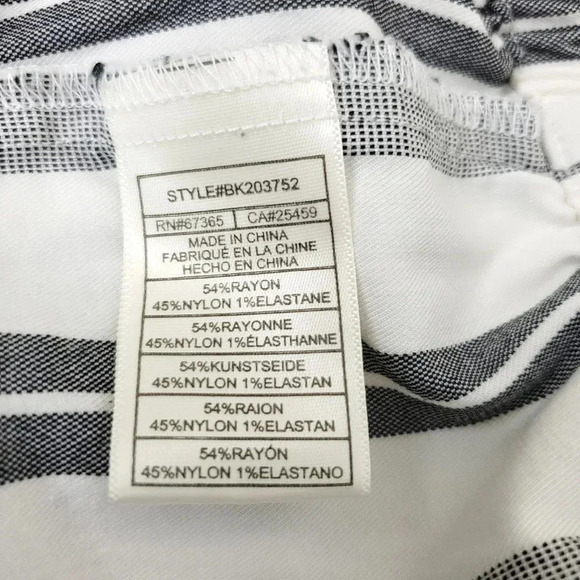 STYLE#BK203752
RN#67365 CA#25459
MADE IN CHINA
FABRIQUÉ EN LA CHINE
HECHO EN CHINA
54%RAYON
45%NYLON 1%ELASTANE
54%RAYONNE
45%NYLON 1%ÉLASTHANNE
54%KUNSTSEIDE
45%NYLON 1%ELASTAN
54%RAION
45%NYLON 1%ELASTAN
54%RAYÓN
45%NYLON 1%ELASTANO